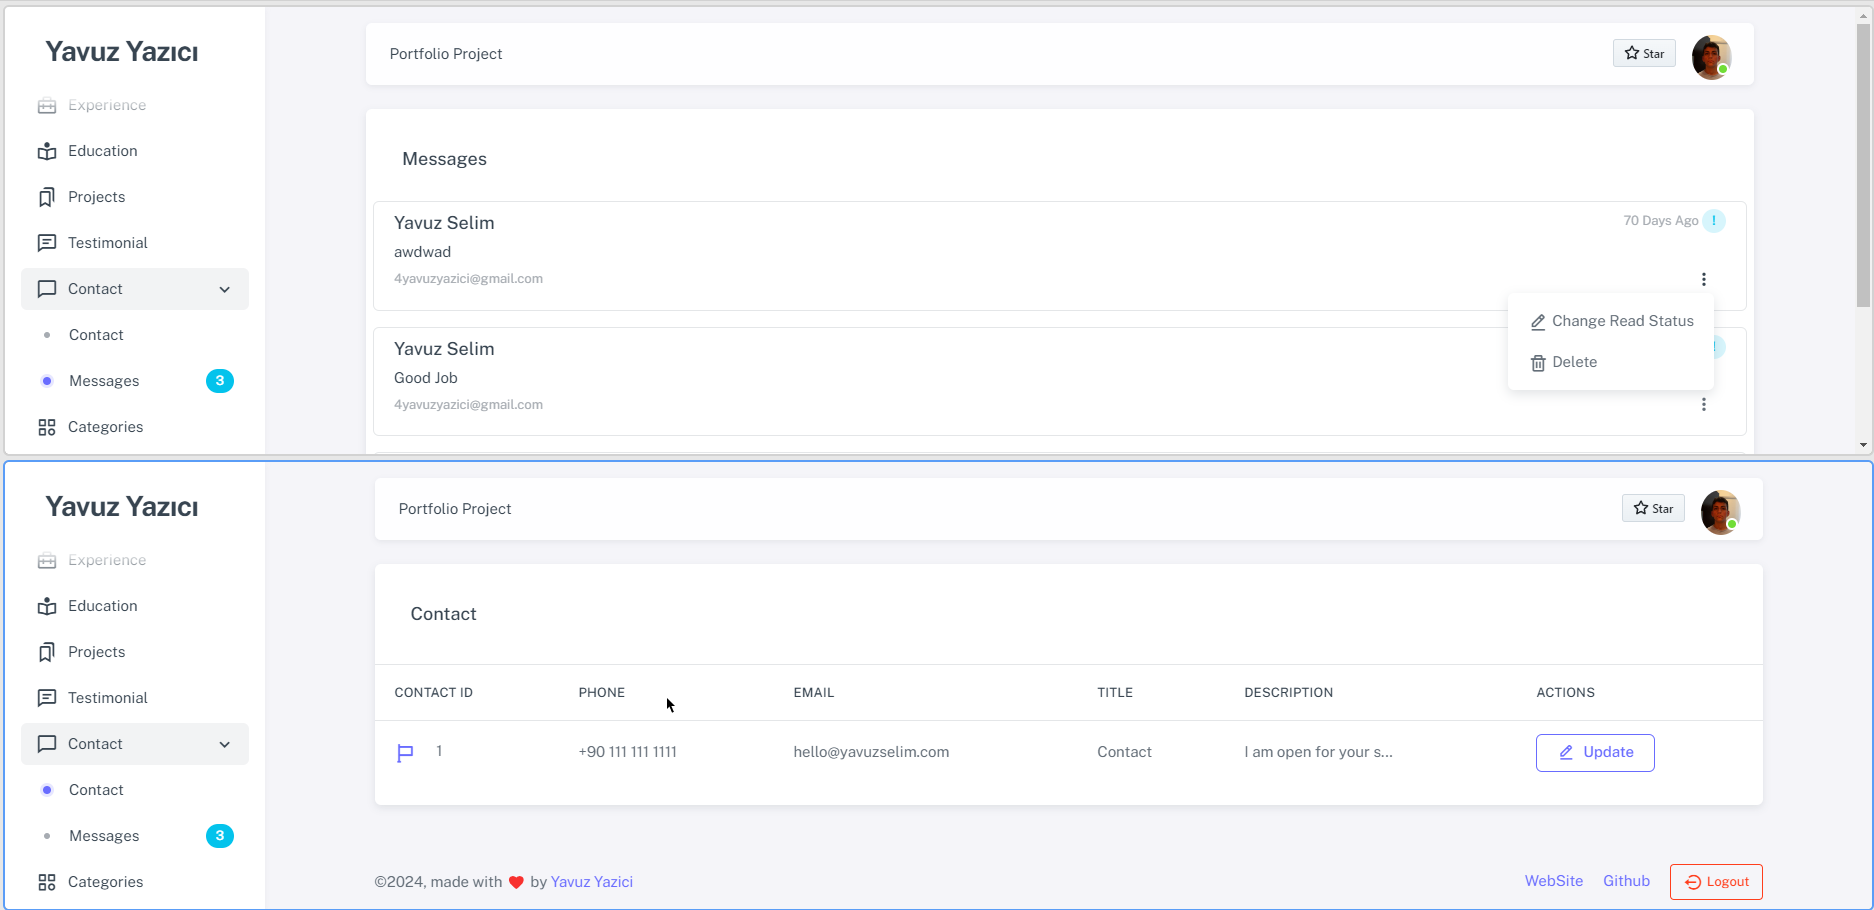 Yavuz Yazıcı
Experience
Education
Projects
Testimonial
Contact
Contact
Messages 3
Categories
Portfolio Project
Star
Messages
Yavuz Selim
70 Days Ago !
awdwad
4yavuzyazici@gmail.com
Change Read Status
Delete
Yavuz Selim
!
Good Job
4yavuzyazici@gmail.com
Yavuz Yazıcı
Experience
Education
Projects
Testimonial
Contact
Contact
Messages 3
Categories
Portfolio Project
Star
Contact
CONTACT ID PHONE EMAIL TITLE DESCRIPTION ACTIONS
1 +90 111 111 1111 hello@yavuzselim.com Contact I am open for your s... Update
©2024, made with ❤ by Yavuz Yazici
WebSite Github Logout